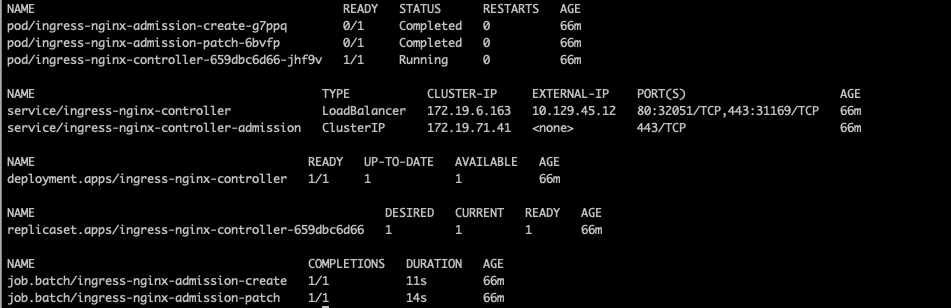 NAME READY STATUS RESTARTS AGE
pod/ingress-nginx-admission-create-g7ppq 0/1 Completed 0 66m
pod/ingress-nginx-admission-patch-6bvfp 0/1 Completed 0 66m
pod/ingress-nginx-controller-659dbc6d66-jhf9v 1/1 Running 0 66m
NAME TYPE CLUSTER-IP EXTERNAL-IP PORT(S) AGE
service/ingress-nginx-controller LoadBalancer 172.19.6.163 10.129.45.12 80:32051/TCP,443:31169/TCP 66m
service/ingress-nginx-controller-admission ClusterIP 172.19.71.41 <none> 443/TCP 66m
NAME READY UP-TO-DATE AVAILABLE AGE
deployment.apps/ingress-nginx-controller 1/1 1 1 66m
NAME DESIRED CURRENT READY AGE
replicaset.apps/ingress-nginx-controller-659dbc6d66 1 1 1 66m
NAME COMPLETIONS DURATION AGE
job.batch/ingress-nginx-admission-create 1/1 11s 66m
job.batch/ingress-nginx-admission-patch 1/1 14s 66m